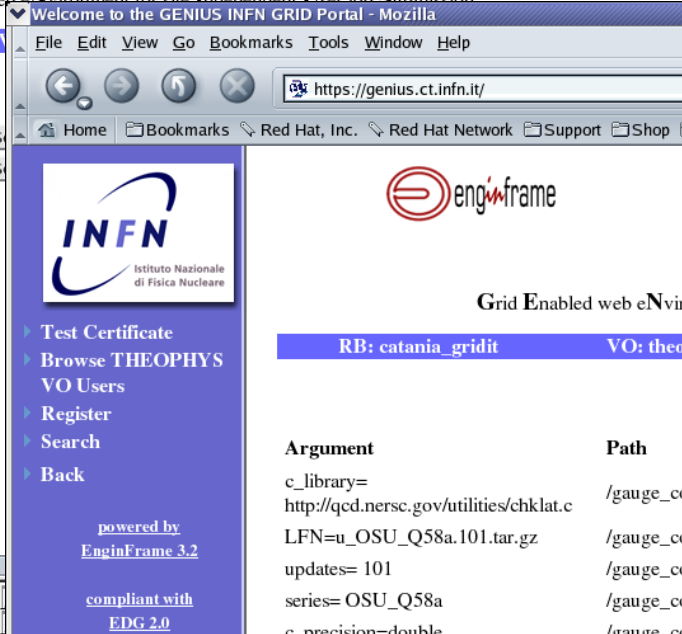 Welcome to the GENIUS INFN GRID Portal - Mozilla
File Edit View Go Bookmarks Tools Window Help
https://genius.ct.infn.it/
Home Bookmarks Red Hat, Inc. Red Hat Network Support Shop
INFN
Istituto Nazionale
di Fisica Nucleare
enginframe
Grid Enabled web eNvir
RB: catania_gridit VO: theo
Test Certificate
Browse THEOPHYS
VO Users
Register
Search
Back
powered by
EnginFrame 3.2
compliant with
EDG 2.0
Argument Path
c_library=
http://qcd.nersc.gov/utilities/chklat.c /gauge_co
LFN=u_OSU_Q58a.101.tar.gz /gauge_co
updates= 101 /gauge_co
series= OSU_Q58a /gauge_co
c_precision=double /gauge_co